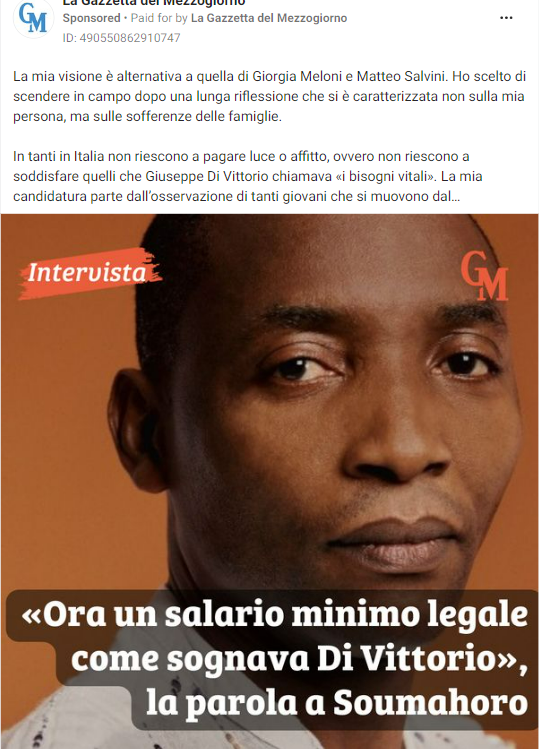 La Gazzetta del Mezzogiorno
GM
Sponsored • Paid for by La Gazzetta del Mezzogiorno
ID: 490550862910747
La mia visione è alternativa a quella di Giorgia Meloni e Matteo Salvini. Ho scelto di
scendere in campo dopo una lunga riflessione che si è caratterizzata non sulla mia
persona, ma sulle sofferenze delle famiglie.
In tanti in Italia non riescono a pagare luce o affitto, ovvero non riescono a
soddisfare quelli che Giuseppe Di Vittorio chiamava «i bisogni vitali». La mia
candidatura parte dall'osservazione di tanti giovani che si muovono dal...
Intervista
GM
«Ora un salario minimo legale
come sognava Di Vittorio»,
la parola a Soumahoro